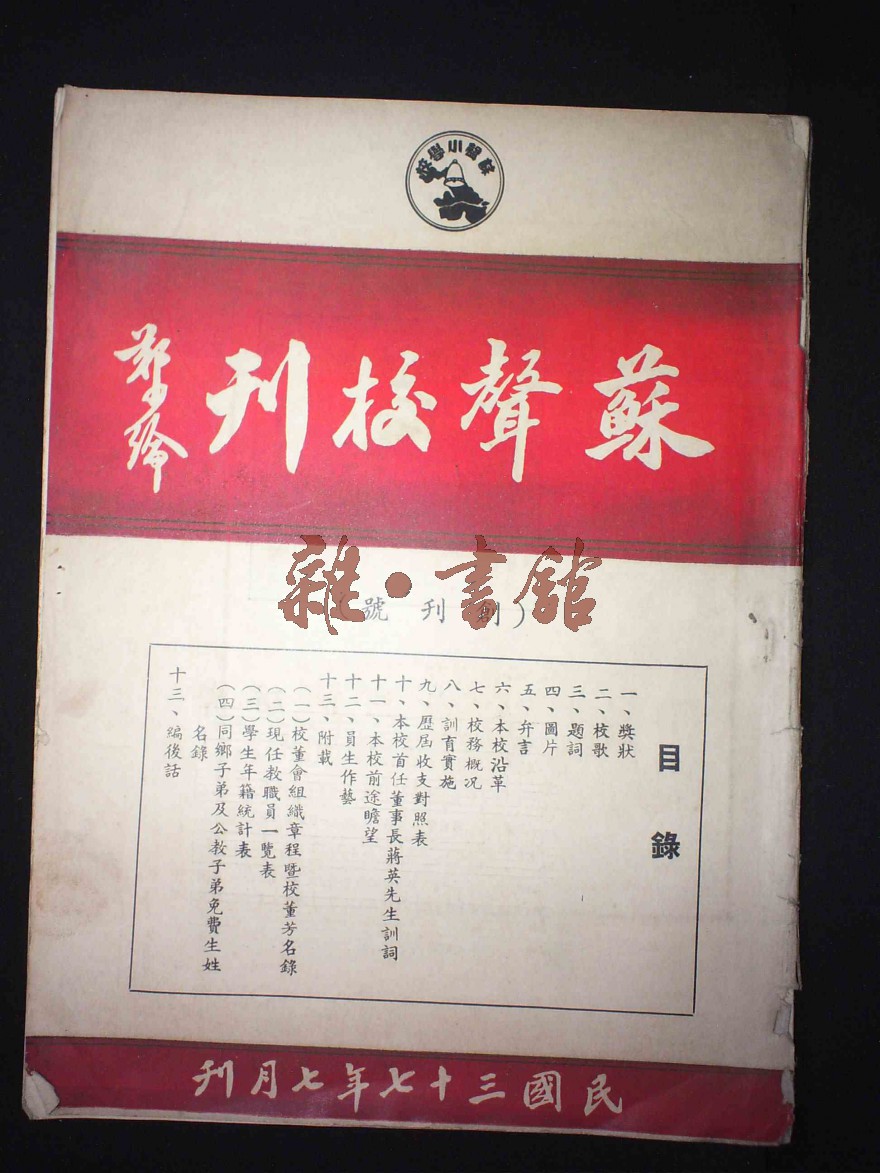 蘇聲小學校
蘇聲校刊
雜·書館
(創刊號)
目錄
一、獎狀
二、校歌
三、題詞
四、圖片
五、弁言
六、本校沿革
七、校務概況
八、訓育實施
九、歷屆收支對照表
十、本校首任董事長蔣英先生訓詞
十一、本校前途瞻望
十二、員生作藝
十三、附載
(一)校董會組織章程暨校董芳名錄
(二)現任教職員一覽表
(三)學生年籍統計表
(四)同鄉子弟及公教子弟免費生姓
名錄
十三、編後話
民國三十七年七月刊